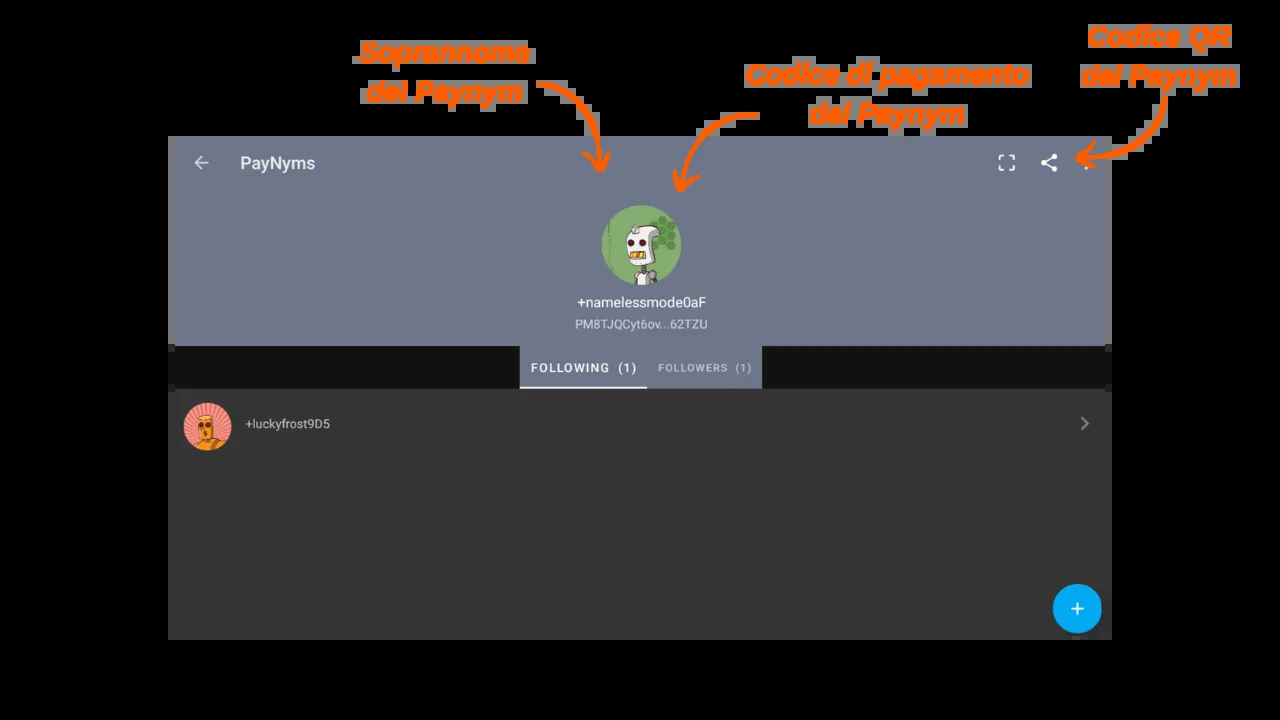 Soprannome
del Paynym
Codice di pagamento
del Paynym
Codice QR
del Paynym
PayNyms
+namelessmode0aF
PM8TJQCyt6ov...62TZU
FOLLOWING (1)
FOLLOWERS (1)
+luckyfrost9D5